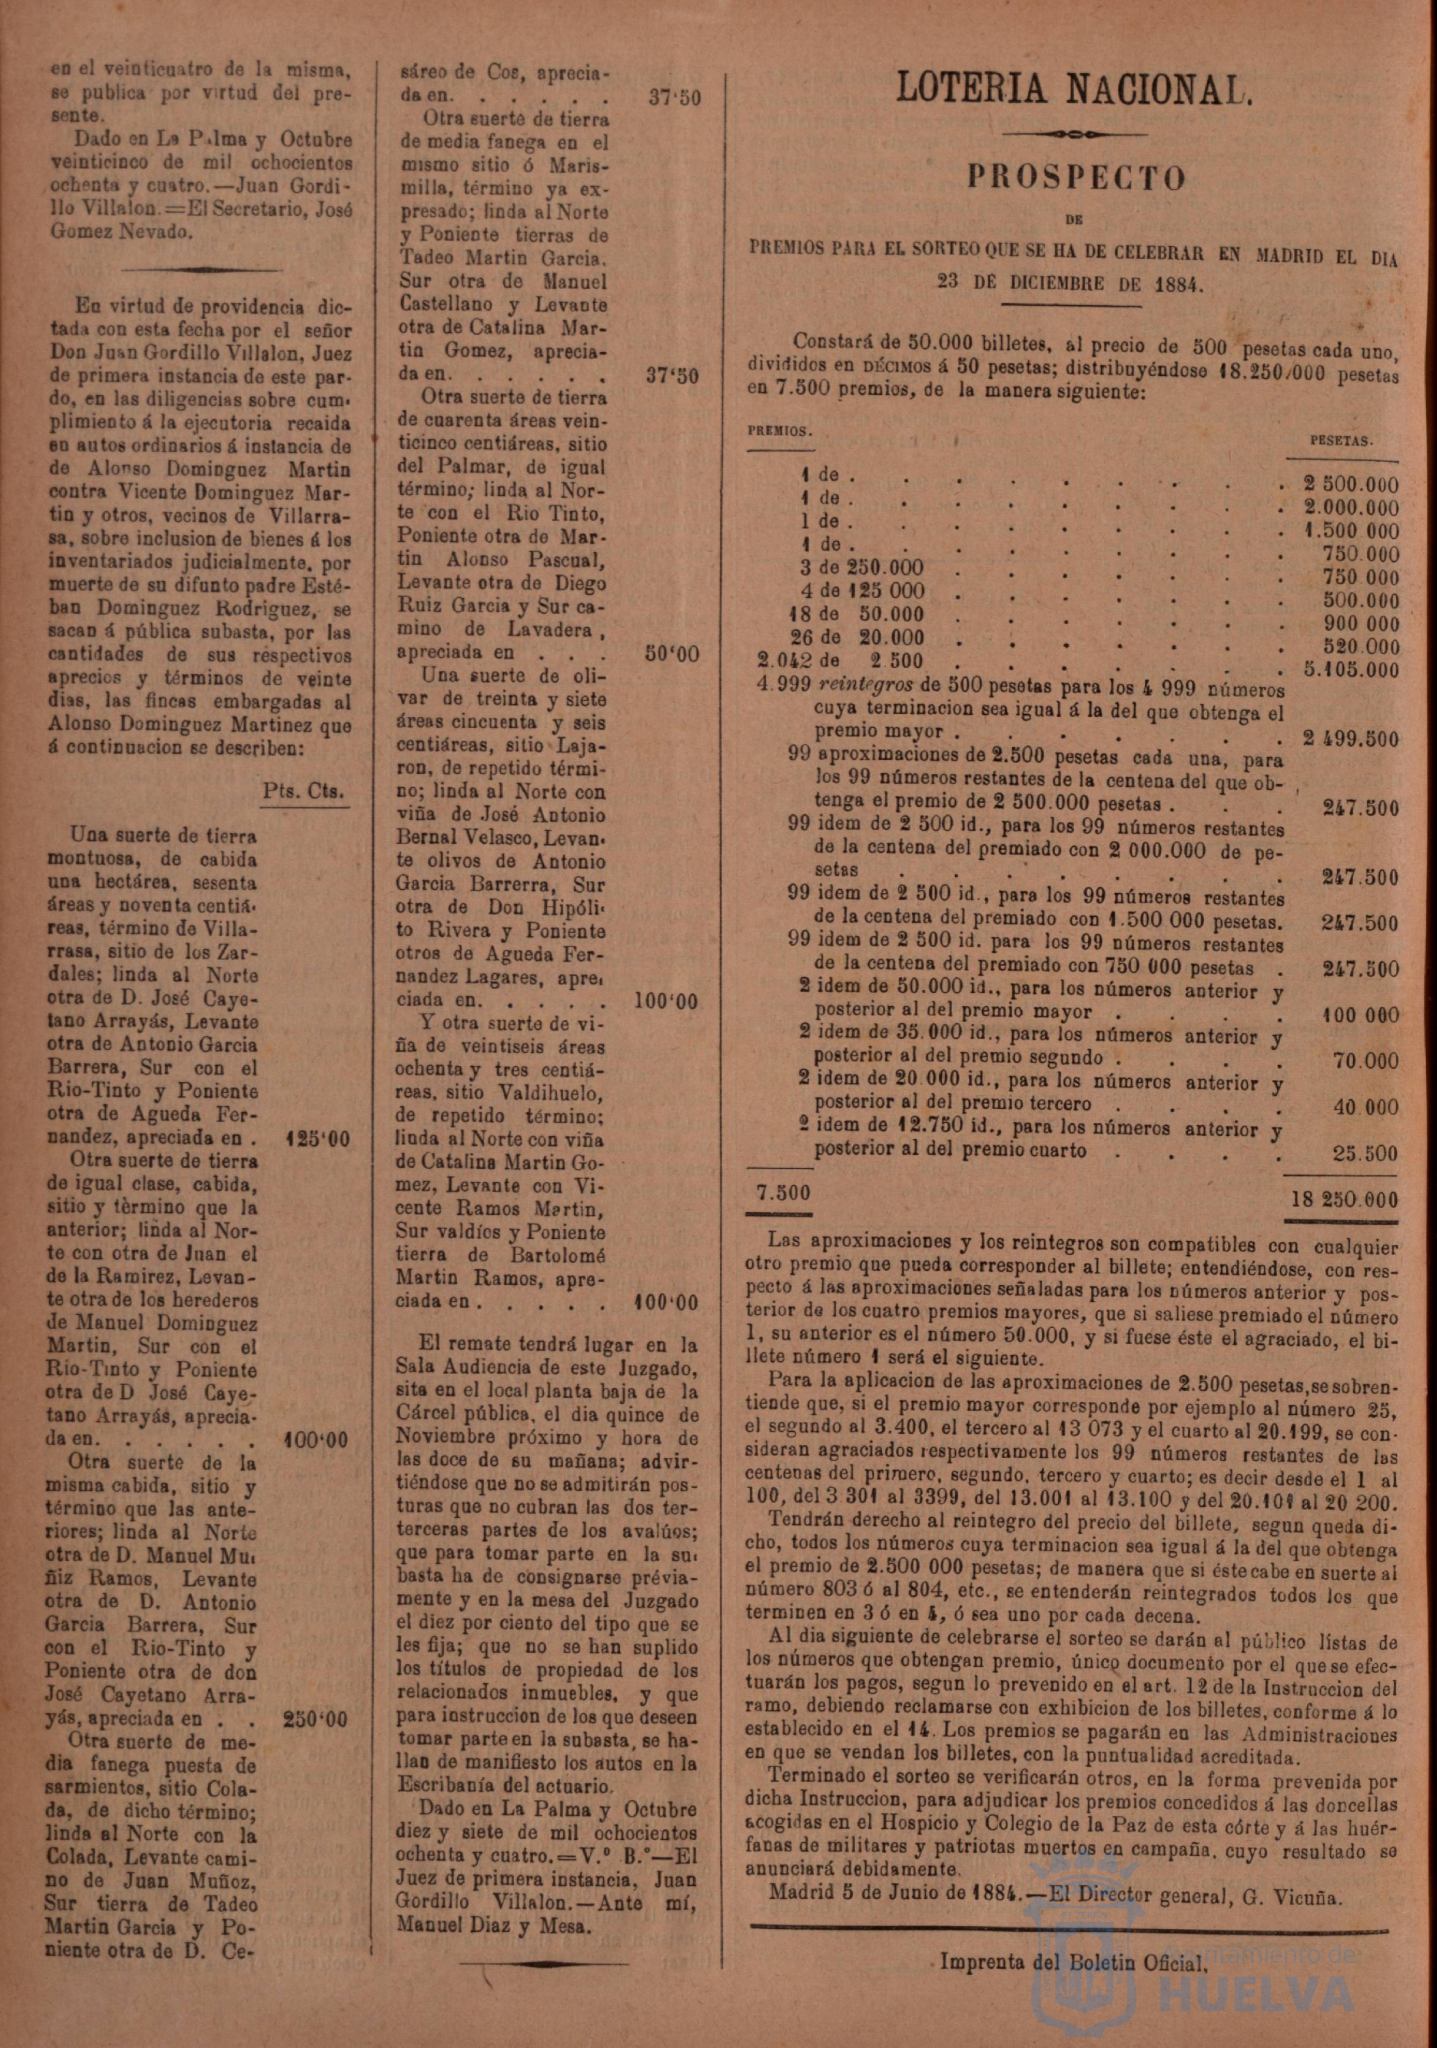 en el veinticuatro de la misma,
se publica por virtud del pre-
sente.
Dado en La Palma y Octubre
veinticinco de mil ochocientos
ochenta y cuatro.—Juan Gordi-
llo Villalon.=El Secretario, José
Gomez Nevado.
En virtud de providencia dic-
tada con esta fecha por el señor
Don Juan Gordillo Villalon, Juez
de primera instancia de este par-
do, en las diligencias sobre cum-
plimiento á la ejecutoria recaida
en autos ordinarios á instancia de
de Alonso Dominguez Martin
contra Vicente Dominguez Mar-
tin y otros, vecinos de Villarra-
sa, sobre inclusion de bienes á los
inventariados judicialmente, por
muerte de su difunto padre Esté-
ban Dominguez Rodriguez, se
sacan á pública subasta, por las
cantidades de sus respectivos
aprecios y términos de veinte
dias, las fincas embargadas al
Alonso Dominguez Martinez que
á continuacion se describen:
Pts. Cts.
Una suerte de tierra
montuosa, de cabida
una hectárea, sesenta
áreas y noventa centiá-
reas, término de Villa-
rrasa, sitio de los Zar-
dales; linda al Norte
otra de D. José Caye-
tano Arrayás, Levante
otra de Antonio Garcia
Barrera, Sur con el
Rio-Tinto y Poniente
otra de Agueda Fer-
nandez, apreciada en . 125‘00
Otra suerte de tierra
de igual clase, cabida,
sitio y término que la
anterior; linda al Nor-
te con otra de Juan el
de la Ramirez, Levan-
te otra de los herederos
de Manuel Dominguez
Martin, Sur con el
Rio-Tinto y Poniente
otra de D José Caye-
tano Arrayás, aprecia-
da en. . . . . . 100‘00
Otra suerte de la
misma cabida, sitio y
término que las ante-
riores; linda al Norte
otra de D. Manuel Mu-
ñiz Ramos, Levante
otra de D. Antonio
Garcia Barrera, Sur
con el Rio-Tinto y
Poniente otra de don
José Cayetano Arra-
yás, apreciada en . . 250‘00
Otra suerte de me-
dia fanega puesta de
sarmientos, sitio Cola-
da, de dicho término;
linda al Norte con la
Colada, Levante cami-
no de Juan Muñoz,
Sur tierra de Tadeo
Martin Garcia y Po-
niente otra de D. Ce-
sáreo de Cos, aprecia-
da en. . . . . . 37‘50
Otra suerte de tierra
de media fanega en el
mismo sitio ó Maris-
milla, término ya ex-
presado; linda al Norte
y Poniente tierras de
Tadeo Martin Garcia.
Sur otra de Manuel
Castellano y Levante
otra de Catalina Mar-
tin Gomez, aprecia-
da en. . . . . . 37‘50
Otra suerte de tierra
de cuarenta áreas vein-
ticinco centiáreas, sitio
del Palmar, de igual
término; linda al Nor-
te con el Rio Tinto,
Poniente otra de Mar-
tin Alonso Pascual,
Levante otra de Diego
Ruiz Garcia y Sur ca-
mino de Lavadera,
apreciada en . . . 50‘00
Una suerte de oli-
var de treinta y siete
áreas cincuenta y seis
centiáreas, sitio Laja-
ron, de repetido térmi-
no; linda al Norte con
viña de José Antonio
Bernal Velasco, Levan-
te olivos de Antonio
Garcia Barrerra, Sur
otra de Don Hipóli-
to Rivera y Poniente
otros de Agueda Fer-
nandez Lagares, apre-
ciada en. . . . . 100‘00
Y otra suerte de vi-
ña de veintiseis áreas
ochenta y tres centiá-
reas, sitio Valdihuelo,
de repetido término;
linda al Norte con viña
de Catalina Martin Go-
mez, Levante con Vi-
cente Ramos Martin,
Sur valdíos y Poniente
tierra de Bartolomé
Martin Ramos, apre-
ciada en . . . . . 100‘00
El remate tendrá lugar en la
Sala Audiencia de este Juzgado,
sita en el local planta baja de la
Cárcel pública, el dia quince de
Noviembre próximo y hora de
las doce de su mañana; advir-
tiéndose que no se admitirán pos-
turas que no cubran las dos ter-
terceras partes de los avalúos;
que para tomar parte en la su-
basta ha de consignarse prévia-
mente y en la mesa del Juzgado
el diez por ciento del tipo que se
les fija; que no se han suplido
los títulos de propiedad de los
relacionados inmuebles, y que
para instruccion de los que deseen
tomar parte en la subasta, se ha-
llan de manifiesto los autos en la
Escribanía del actuario.
Dado en La Palma y Octubre
diez y siete de mil ochocientos
ochenta y cuatro.=V.º B.º—El
Juez de primera instancia, Juan
Gordillo Villalon.—Ante mí,
Manuel Diaz y Mesa.
LOTERIA NACIONAL.
PROSPECTO
DE
PREMIOS PARA EL SORTEO QUE SE HA DE CELEBRAR EN MADRID EL DIA
23 DE DICIEMBRE DE 1884.
Constará de 50.000 billetes, al precio de 500 pesetas cada uno,
divididos en DÉCIMOS á 50 pesetas; distribuyéndose 18.250.000 pesetas
en 7.500 premios, de la manera siguiente:
PREMIOS. PESETAS.
1 de . . . . . . . . . 2 500.000
1 de . . . . . . . . . 2.000.000
1 de . . . . . . . . . 1.500 000
1 de . . . . . . . . . 750.000
3 de 250.000 . . . . . . . 750 000
4 de 125 000 . . . . . . . 500.000
18 de 50.000 . . . . . . . 900 000
26 de 20.000 . . . . . . . 520.000
2.042 de 2.500 . . . . . . . 5.105.000
4.999 reintegros de 500 pesetas para los 4 999 números
cuya terminacion sea igual á la del que obtenga el
premio mayor . . . . . . . 2 499.500
99 aproximaciones de 2.500 pesetas cada una, para
los 99 números restantes de la centena del que ob-
tenga el premio de 2 500.000 pesetas . . . 247.500
99 idem de 2 500 id., para los 99 números restantes
de la centena del premiado con 2 000.000 de pe-
setas . . . . . . . . 247.500
99 idem de 2 500 id., para los 99 números restantes
de la centena del premiado con 1.500 000 pesetas. 247.500
99 idem de 2 500 id. para los 99 números restantes
de la centena del premiado con 750 000 pesetas . 247.500
2 idem de 50.000 id., para los números anterior y
posterior al del premio mayor . . . . 100 000
2 idem de 35.000 id., para los números anterior y
posterior al del premio segundo . . . . 70.000
2 idem de 20.000 id., para los números anterior y
posterior al del premio tercero . . . . 40.000
2 idem de 12.750 id., para los números anterior y
posterior al del premio cuarto . . . . 25.500
7.500 18 250.000
Las aproximaciones y los reintegros son compatibles con cualquier
otro premio que pueda corresponder al billete; entendiéndose, con res-
pecto á las aproximaciones señaladas para los números anterior y pos-
terior de los cuatro premios mayores, que si saliese premiado el número
1, su anterior es el número 50.000, y si fuese éste el agraciado, el bi-
llete número 1 será el siguiente.
Para la aplicacion de las aproximaciones de 2.500 pesetas, se sobren-
tiende que, si el premio mayor corresponde por ejemplo al número 25,
el segundo al 3.400, el tercero al 13 073 y el cuarto al 20.199, se con-
sideran agraciados respectivamente los 99 números restantes de las
centenas del primero, segundo, tercero y cuarto; es decir desde el 1 al
100, del 3.301 al 3399, del 13.001 al 13.100 y del 20.101 al 20 200.
Tendrán derecho al reintegro del precio del billete, segun queda di-
cho, todos los números cuya terminacion sea igual á la del que obtenga
el premio de 2.500 000 pesetas; de manera que si éste cabe en suerte al
número 803 ó al 804, etc., se entenderán reintegrados todos los que
terminen en 3 ó en 4, ó sea uno por cada decena.
Al dia siguiente de celebrarse el sorteo se darán al público listas de
los números que obtengan premio, único documento por el que se efec-
tuarán los pagos, segun lo prevenido en el art. 12 de la Instruccion del
ramo, debiendo reclamarse con exhibicion de los billetes, conforme á lo
establecido en el 14. Los premios se pagarán en las Administraciones
en que se vendan los billetes, con la puntualidad acreditada.
Terminado el sorteo se verificarán otros, en la forma prevenida por
dicha Instruccion, para adjudicar los premios concedidos á las doncellas
acogidas en el Hospicio y Colegio de la Paz de esta córte y á las huér-
fanas de militares y patriotas muertos en campaña, cuyo resultado se
anunciará debidamente.
Madrid 5 de Junio de 1884.—El Director general, G. Vicuña.
Imprenta del Boletin Oficial.
Ayuntamiento de
HUELVA